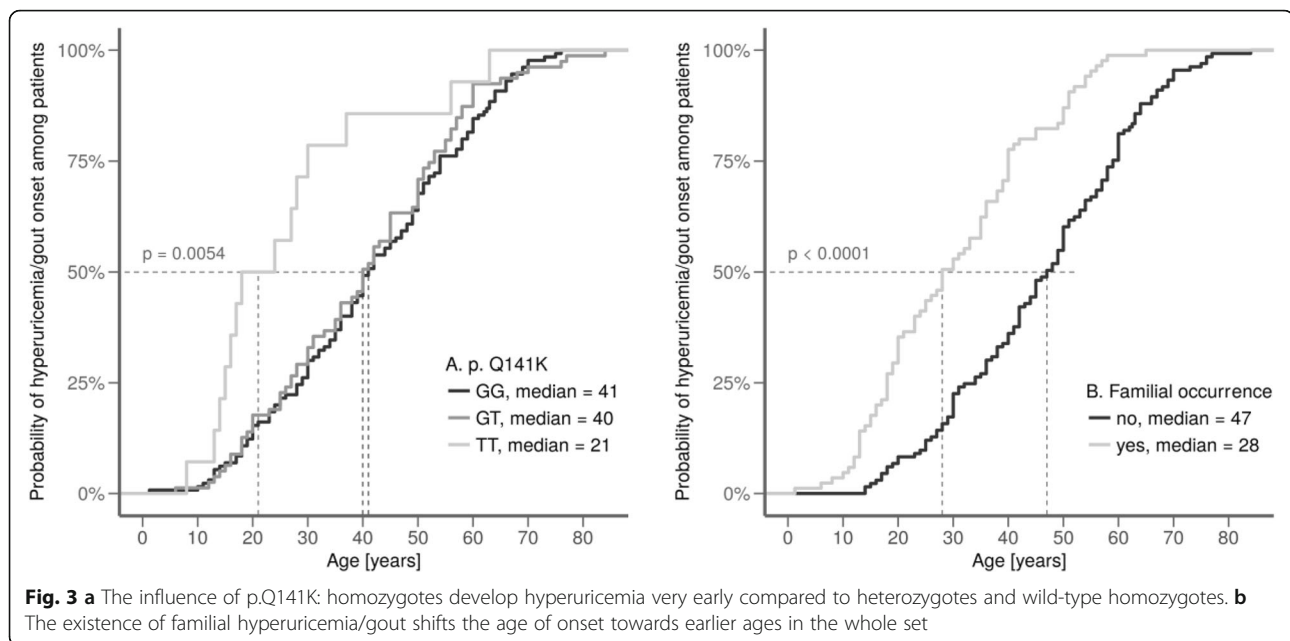 Probability of hyperuricemia/gout onset among patients
100%
75%
50%
25%
0%
p = 0.0054
A. p. Q141K
GG, median = 41
GT, median = 40
TT, median = 21
0 10 20 30 40 50 60 70 80
Age [years]
Probability of hyperuricemia/gout onset among patients
100%
75%
50%
25%
0%
p < 0.0001
B. Familial occurrence
no, median = 47
yes, median = 28
0 10 20 30 40 50 60 70 80
Age [years]
Fig. 3 a The influence of p.Q141K: homozygotes develop hyperuricemia very early compared to heterozygotes and wild-type homozygotes. b
The existence of familial hyperuricemia/gout shifts the age of onset towards earlier ages in the whole set